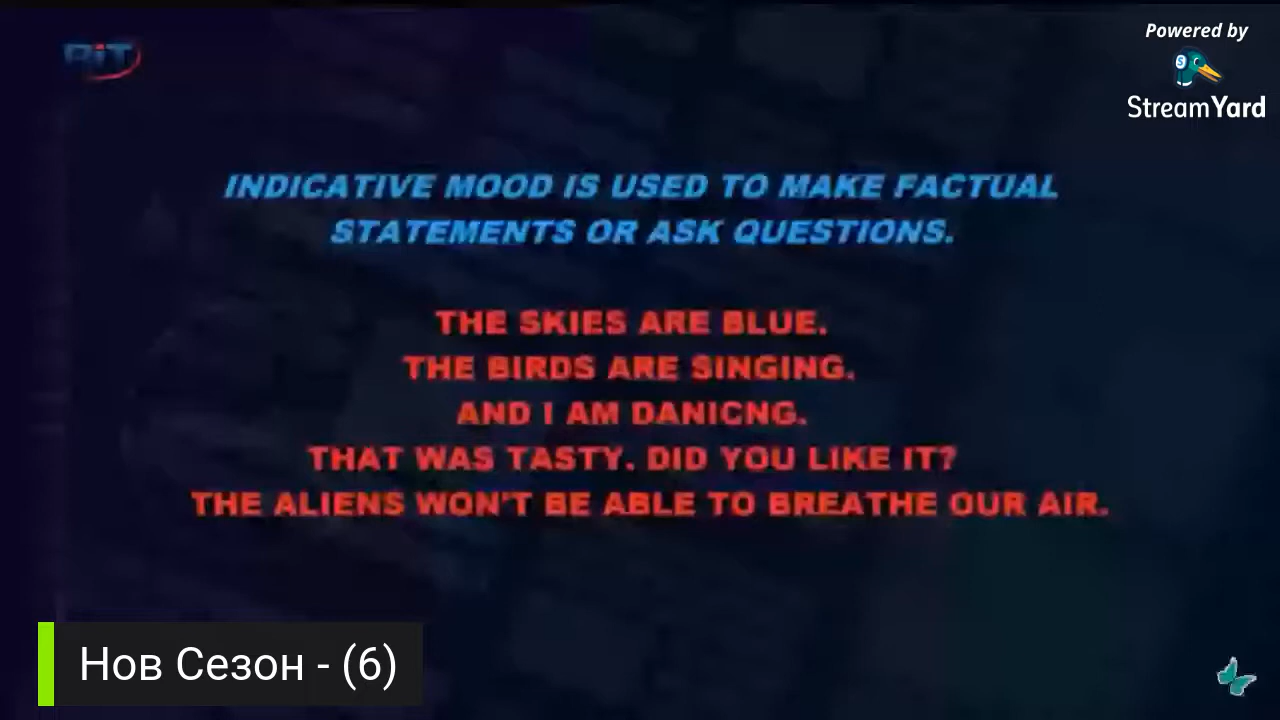 BiT
Powered by
StreamYard
INDICATIVE MOOD IS USED TO MAKE FACTUAL
STATEMENTS OR ASK QUESTIONS.
THE SKIES ARE BLUE.
THE BIRDS ARE SINGING.
AND I AM DANICNG.
THAT WAS TASTY. DID YOU LIKE IT?
THE ALIENS WON'T BE ABLE TO BREATHE OUR AIR.
Нов Сезон - (6)